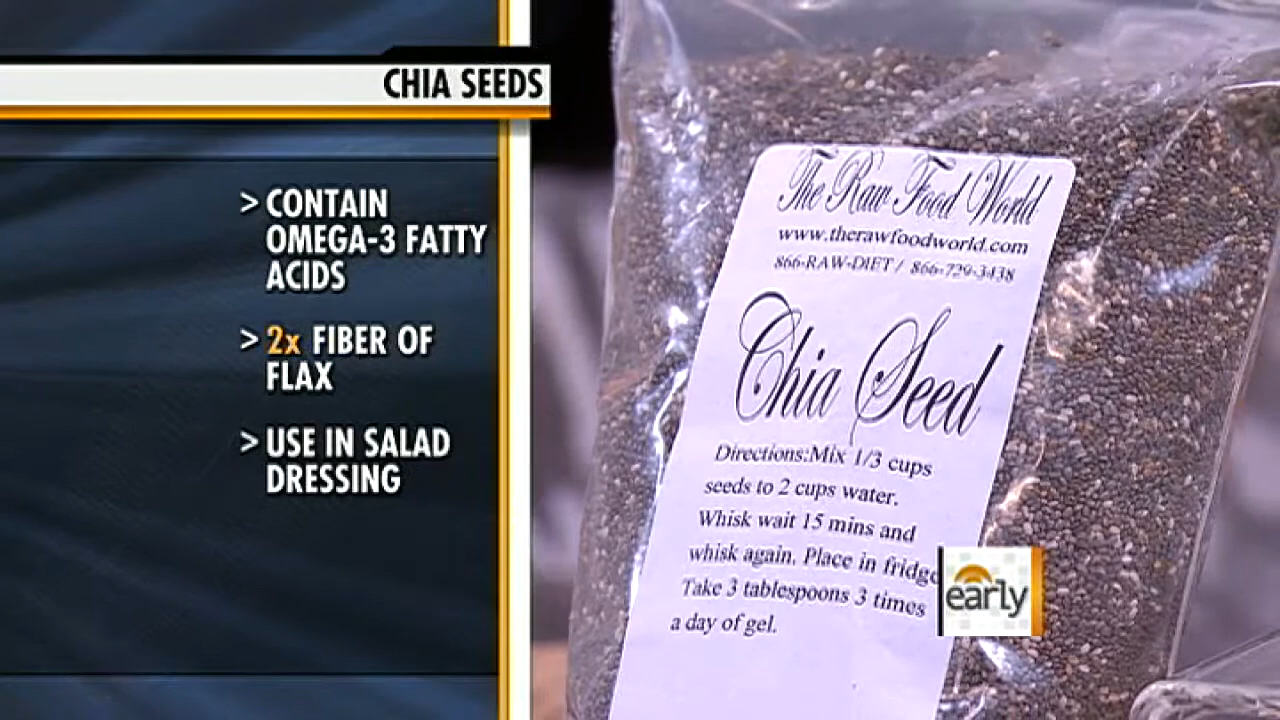 CHIA SEEDS
> CONTAIN
OMEGA-3 FATTY
ACIDS
> 2x FIBER OF
FLAX
> USE IN SALAD
DRESSING
The Raw Food World
www.therawfoodworld.com
866-RAW-DIET / 866-729-3438
Chia Seed
Directions:Mix 1/3 cups
seeds to 2 cups water.
Whisk wait 15 mins and
whisk again. Place in fridge
Take 3 tablespoons 3 times
a day of gel.
early